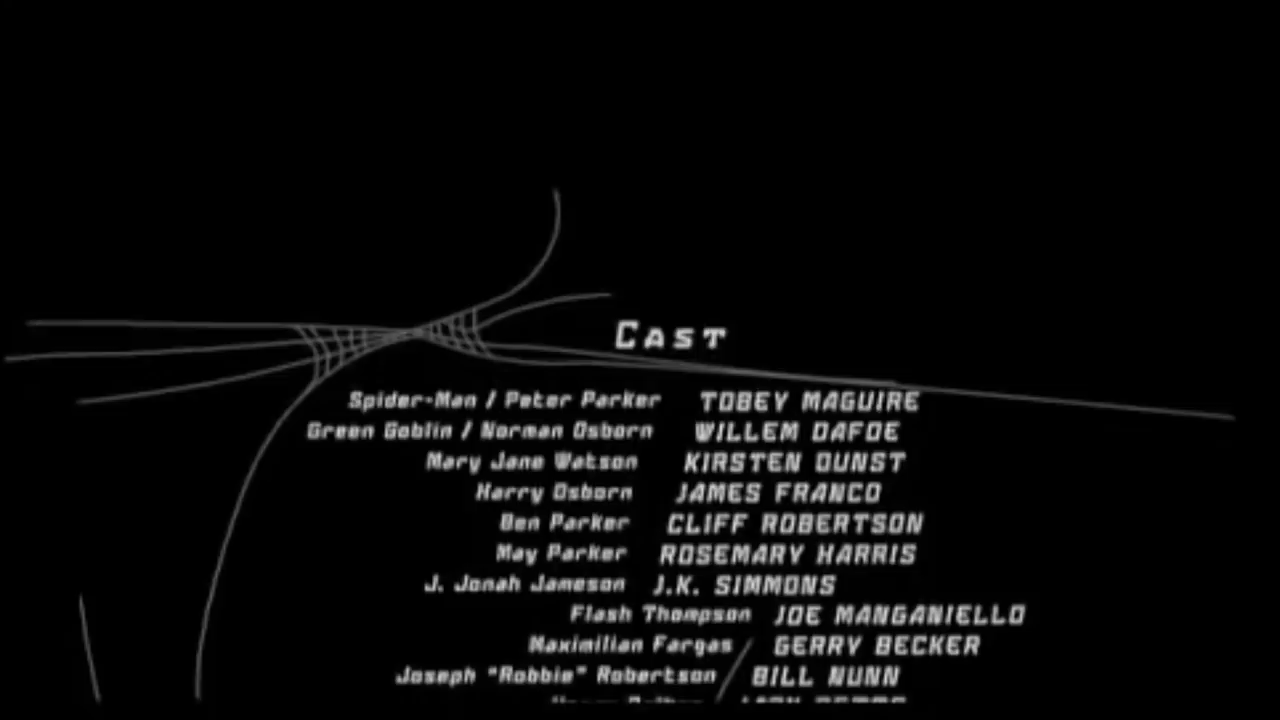 Cast
Spider-Man / Peter Parker TOBEY MAGUIRE
Green Goblin / Norman Osborn WILLEM DAFOE
Mary Jane Watson KIRSTEN DUNST
Harry Osborn JAMES FRANCO
Ben Parker CLIFF ROBERTSON
May Parker ROSEMARY HARRIS
J. Jonah Jameson J.K. SIMMONS
Flash Thompson JOE MANGANIELLO
Maximilian Fargas GERRY BECKER
Joseph "Robbie" Robertson BILL NUNN